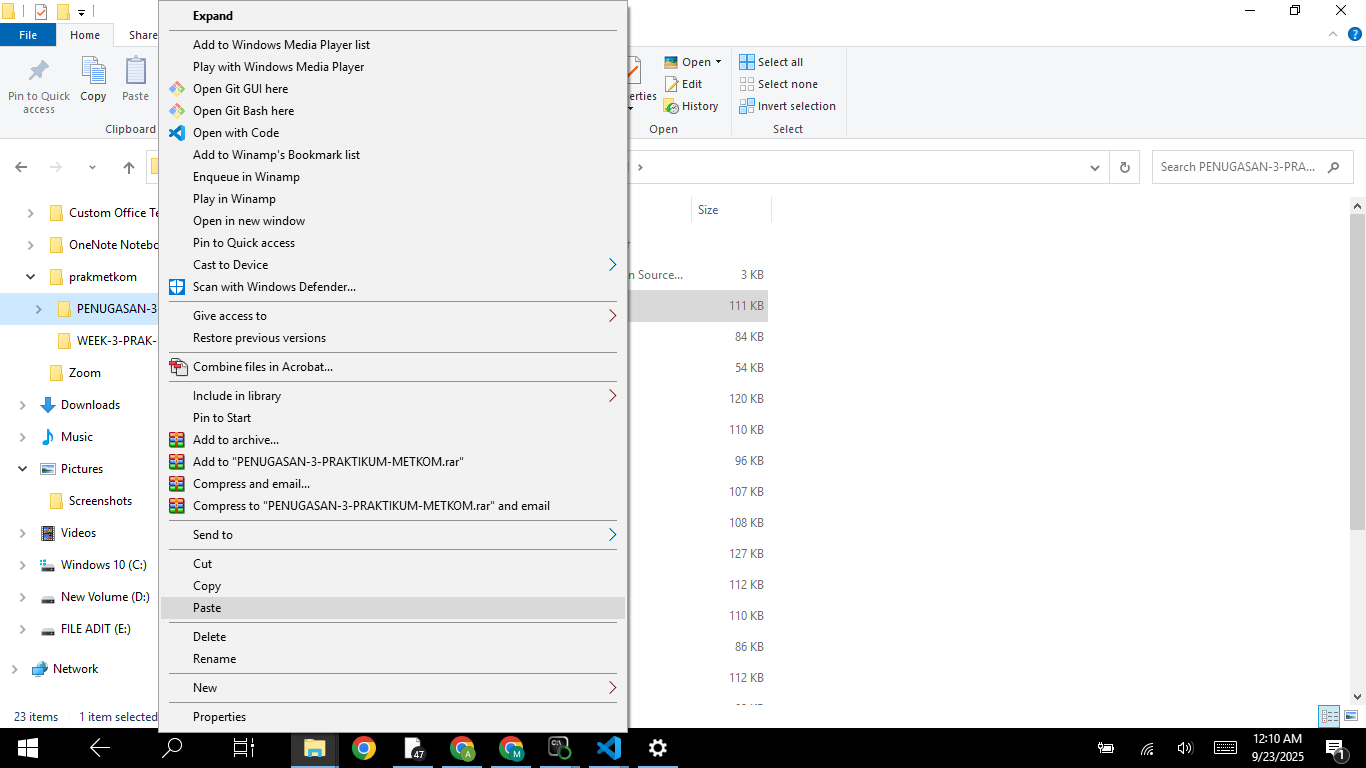 File
Home
Share
Pin to Quick access
Copy
Paste
Clipboard
Open
Edit
History
Open
Select all
Select none
Invert selection
Select
Search PENUGASAN-3-PRA...
Custom Office Te
OneNote Notebo
prakmetkom
PENUGASAN-3
WEEK-3-PRAK-
Zoom
Downloads
Music
Pictures
Screenshots
Videos
Windows 10 (C:)
New Volume (D:)
FILE ADIT (E:)
Network
23 items
1 item selected
Expand
Add to Windows Media Player list
Play with Windows Media Player
Open Git GUI here
Open Git Bash here
Open with Code
Add to Winamp's Bookmark list
Enqueue in Winamp
Play in Winamp
Open in new window
Pin to Quick access
Cast to Device
Scan with Windows Defender...
Give access to
Restore previous versions
Combine files in Acrobat...
Include in library
Pin to Start
Add to archive...
Add to "PENUGASAN-3-PRAKTIKUM-METKOM.rar"
Compress and email...
Compress to "PENUGASAN-3-PRAKTIKUM-METKOM.rar" and email
Send to
Cut
Copy
Paste
Delete
Rename
New
Properties
Size
n Source...
3 KB
111 KB
84 KB
54 KB
120 KB
110 KB
96 KB
107 KB
108 KB
127 KB
112 KB
110 KB
86 KB
112 KB
47
A
M
12:10 AM
9/23/2025
1